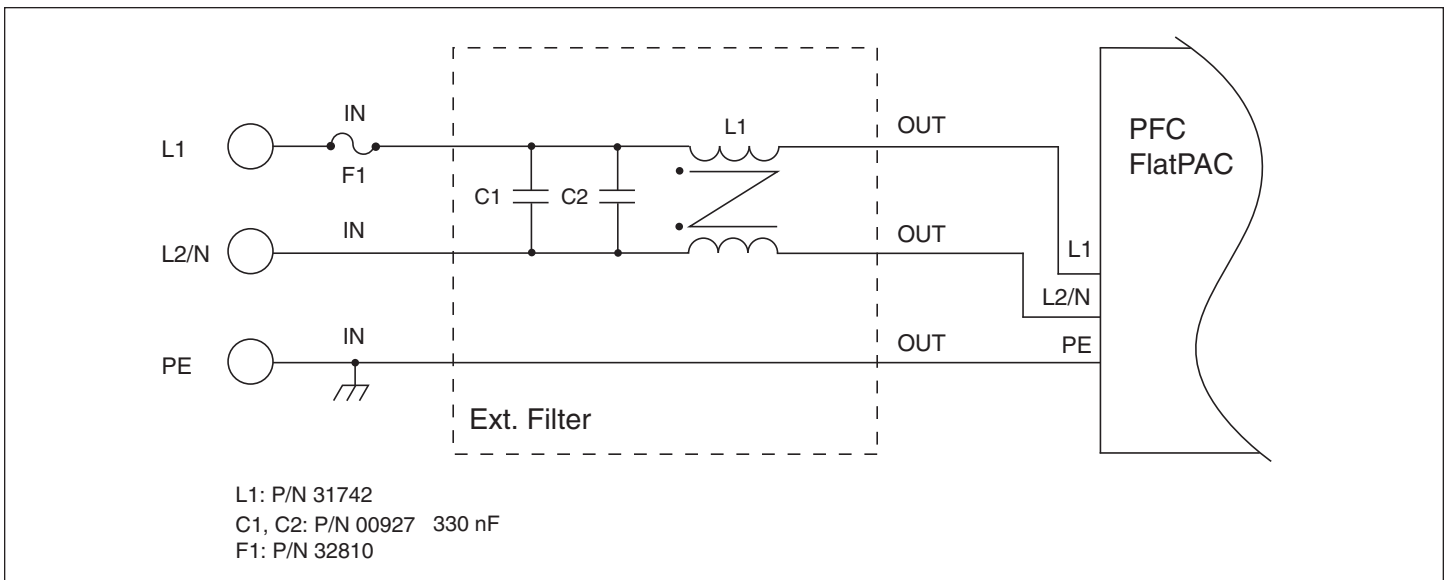 IN
L1
F1
L1
OUT
C1
C2
PFC
FlatPAC
IN
L2/N
OUT
L1
L2/N
IN
PE
OUT
PE
Ext. Filter
L1: P/N 31742
C1, C2: P/N 00927 330 nF
F1: P/N 32810